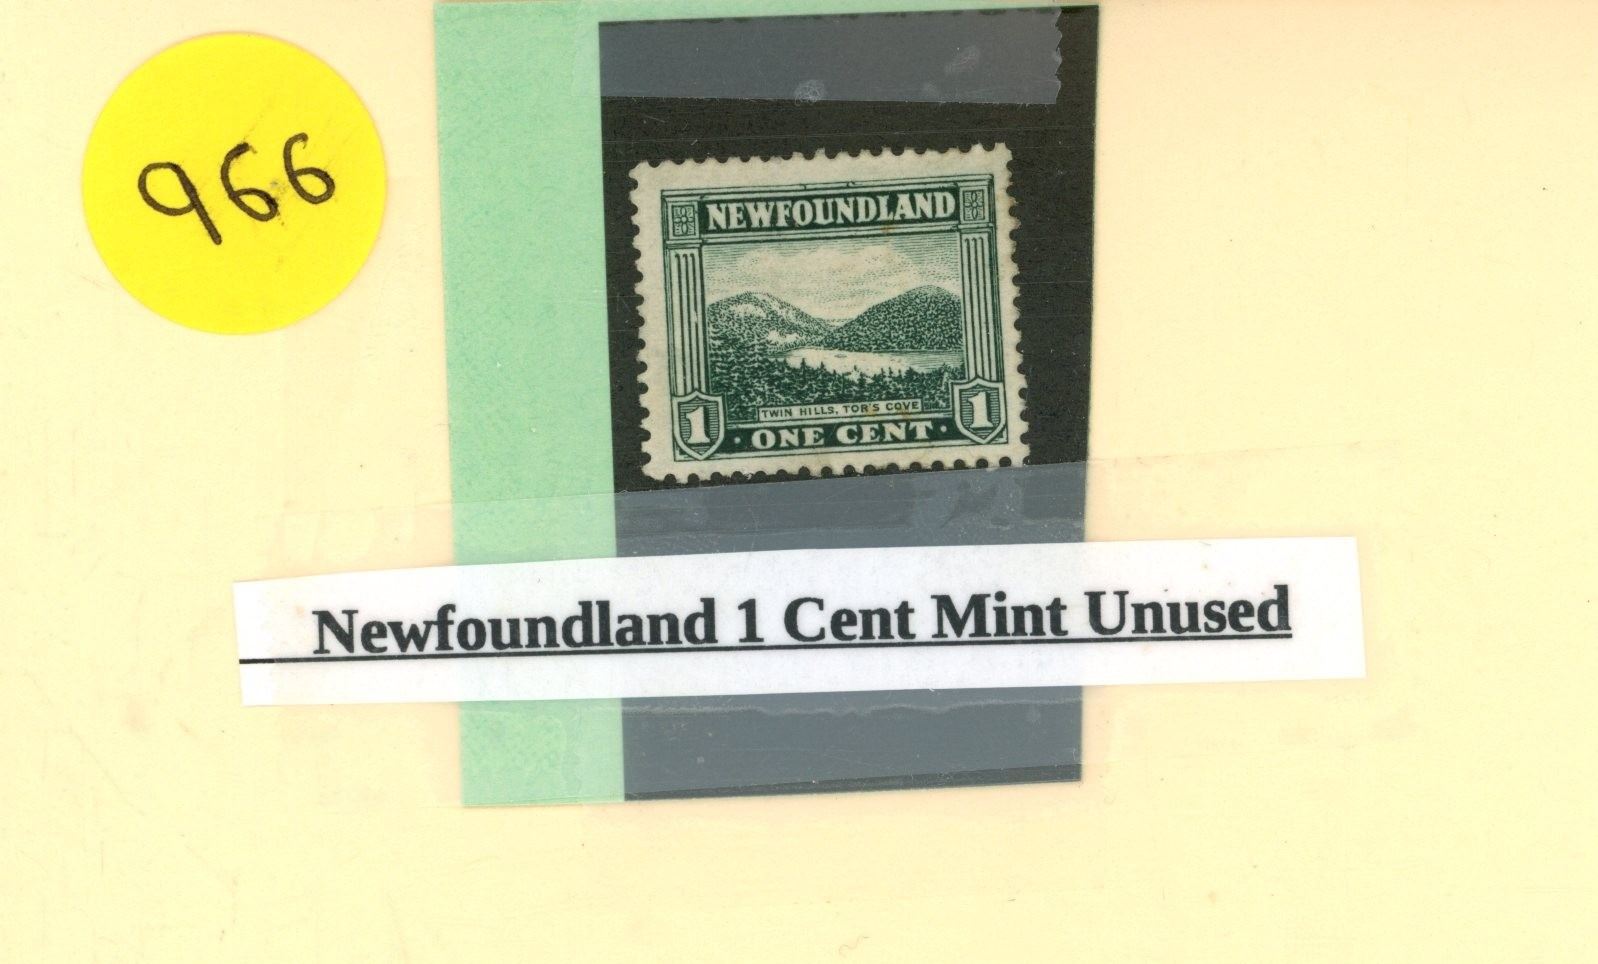 966
NEWFOUNDLAND
TWIN HILLS, TOR'S COVE
1 · ONE CENT · 1
Newfoundland 1 Cent Mint Unused